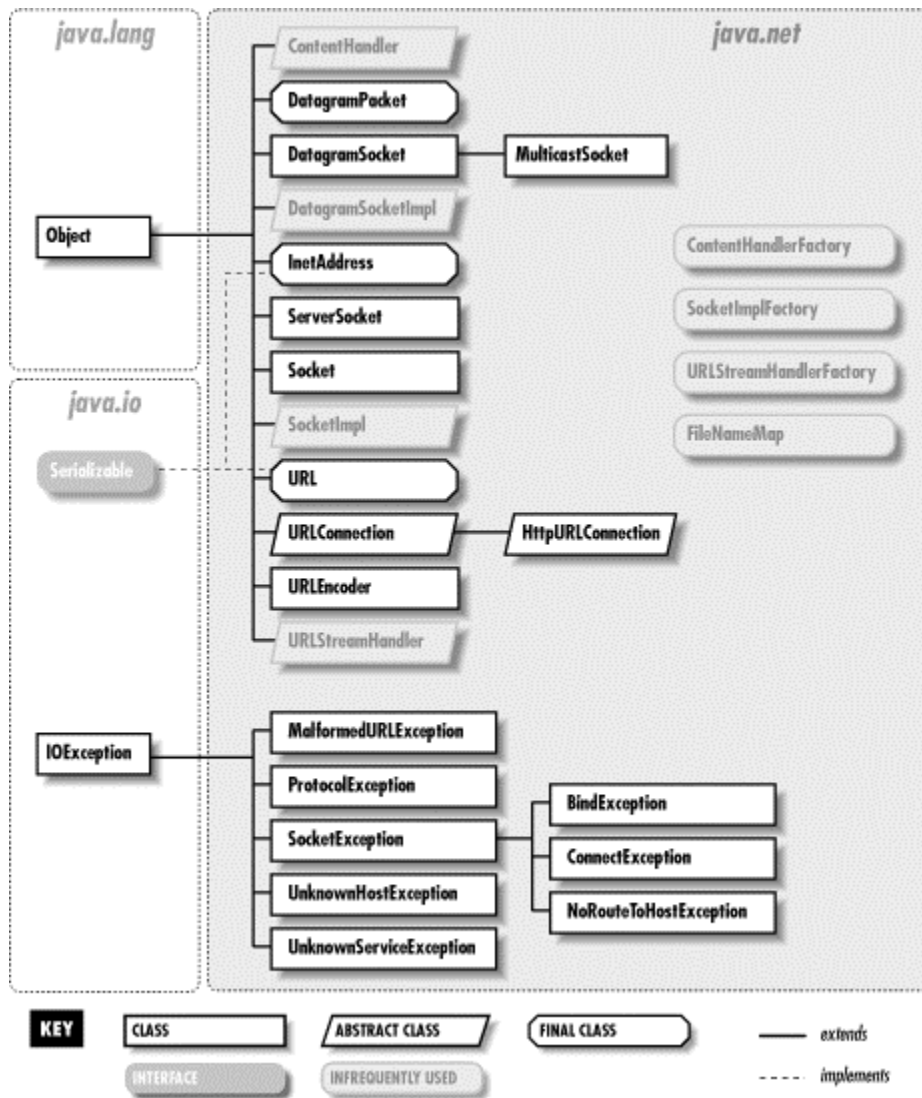 java.lang
java.net
ContentHandler
DatagramPacket
DatagramSocket
MulticastSocket
DatagramSocketImpl
Object
InetAddress
ContentHandlerFactory
ServerSocket
SocketImplFactory
Socket
URLStreamHandlerFactory
java.io
SocketImpl
FileNameMap
Serializable
URL
URLConnection
HttpURLConnection
URLEncoder
URLStreamHandler
IOException
MalformedURLException
ProtocolException
BindException
SocketException
ConnectException
UnknownHostException
NoRouteToHostException
UnknownServiceException
KEY
CLASS
ABSTRACT CLASS
FINAL CLASS
extends
INTERFACE
INFREQUENTLY USED
implements